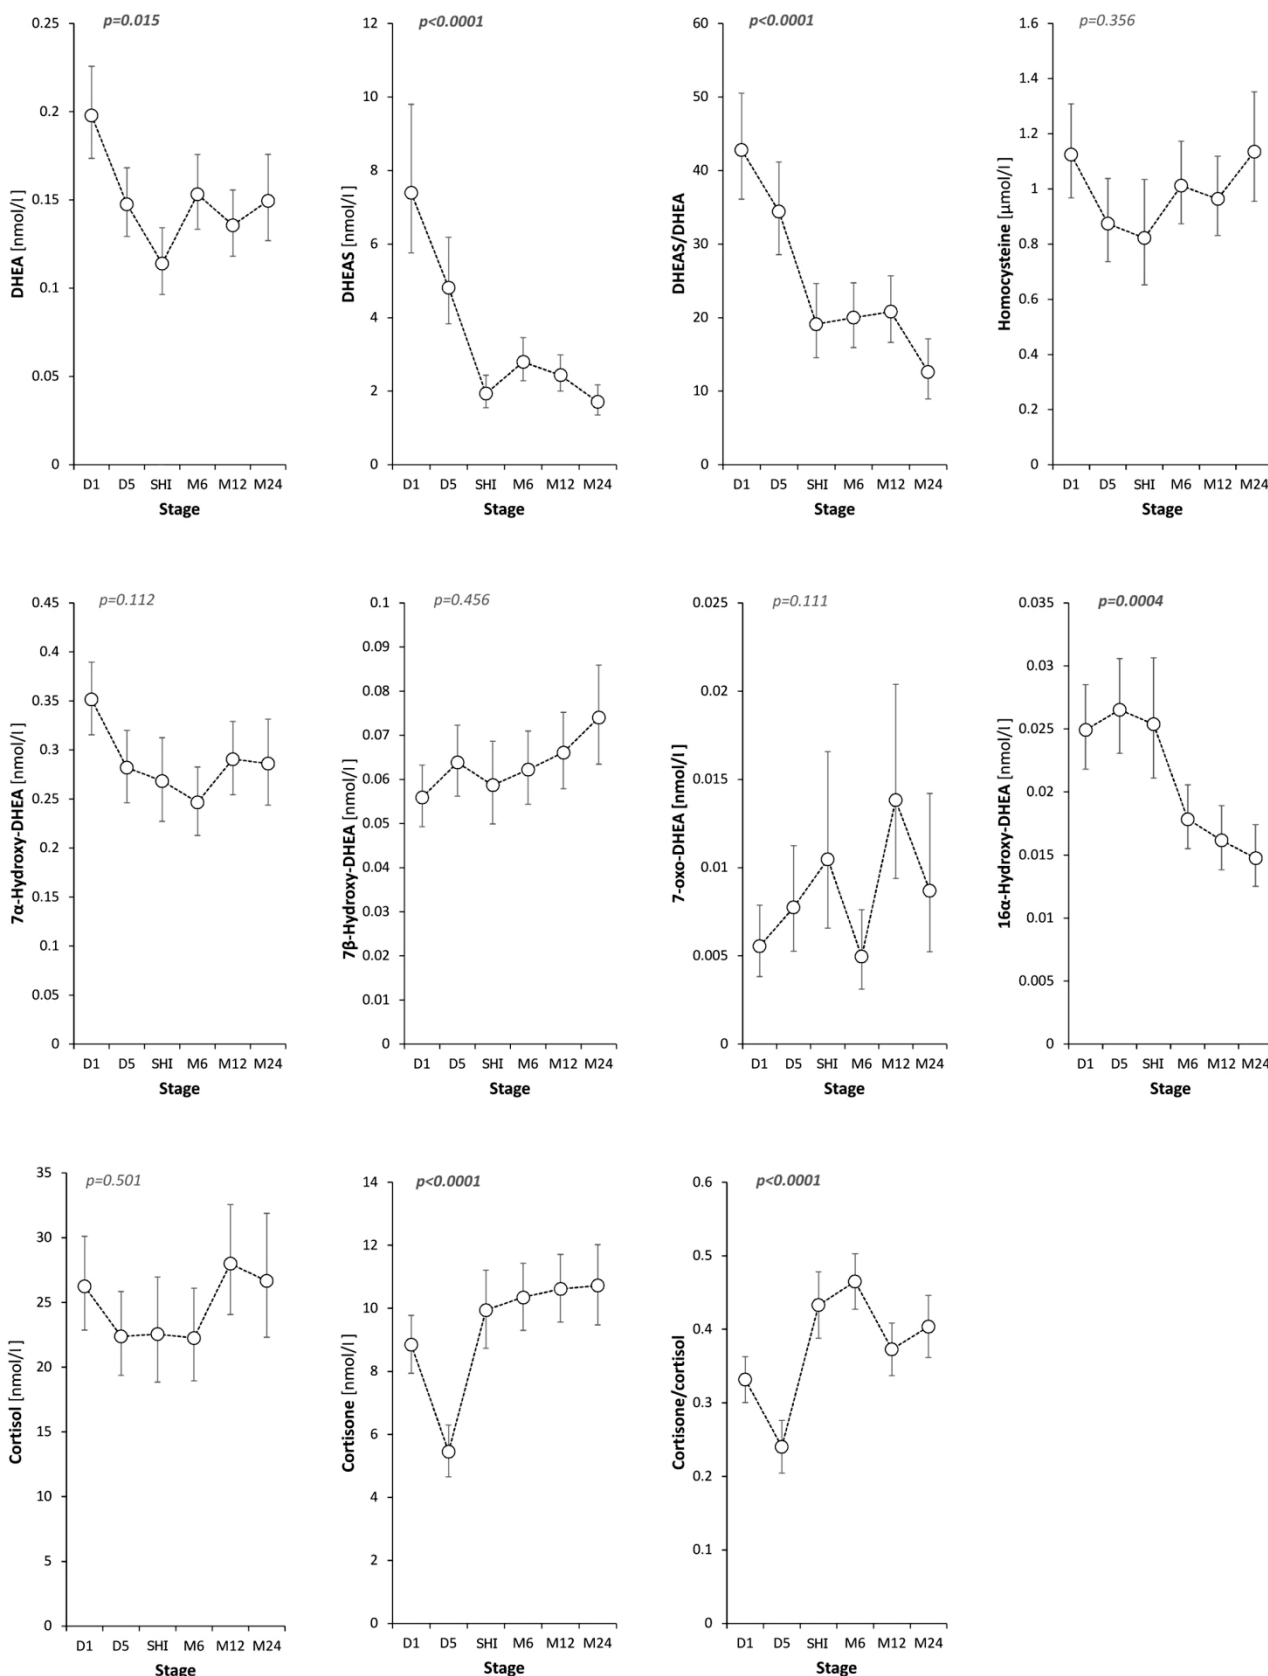 p=0.015
DHEA [nmol/l]
0.25
0.2
0.15
0.1
0.05
0
D1 D5 SHI M6 M12 M24
Stage
p<0.0001
DHEAS [nmol/l]
12
10
8
6
4
2
0
D1 D5 SHI M6 M12 M24
Stage
p<0.0001
DHEAS/DHEA
60
50
40
30
20
10
0
D1 D5 SHI M6 M12 M24
Stage
p=0.356
Homocysteine [µmol/l]
1.6
1.4
1.2
1
0.8
0.6
0.4
0.2
0
D1 D5 SHI M6 M12 M24
Stage
p=0.112
7α-Hydroxy-DHEA [nmol/l]
0.45
0.4
0.35
0.3
0.25
0.2
0.15
0.1
0.05
0
D1 D5 SHI M6 M12 M24
Stage
p=0.456
7β-Hydroxy-DHEA [nmol/l]
0.1
0.09
0.08
0.07
0.06
0.05
0.04
0.03
0.02
0.01
0
D1 D5 SHI M6 M12 M24
Stage
p=0.111
7-oxo-DHEA [nmol/l]
0.025
0.02
0.015
0.01
0.005
0
D1 D5 SHI M6 M12 M24
Stage
p=0.0004
16α-Hydroxy-DHEA [nmol/l]
0.035
0.03
0.025
0.02
0.015
0.01
0.005
0
D1 D5 SHI M6 M12 M24
Stage
p=0.501
Cortisol [nmol/l]
35
30
25
20
15
10
5
0
D1 D5 SHI M6 M12 M24
Stage
p<0.0001
Cortisone [nmol/l]
14
12
10
8
6
4
2
0
D1 D5 SHI M6 M12 M24
Stage
p<0.0001
Cortisone/cortisol
0.6
0.5
0.4
0.3
0.2
0.1
0
D1 D5 SHI M6 M12 M24
Stage